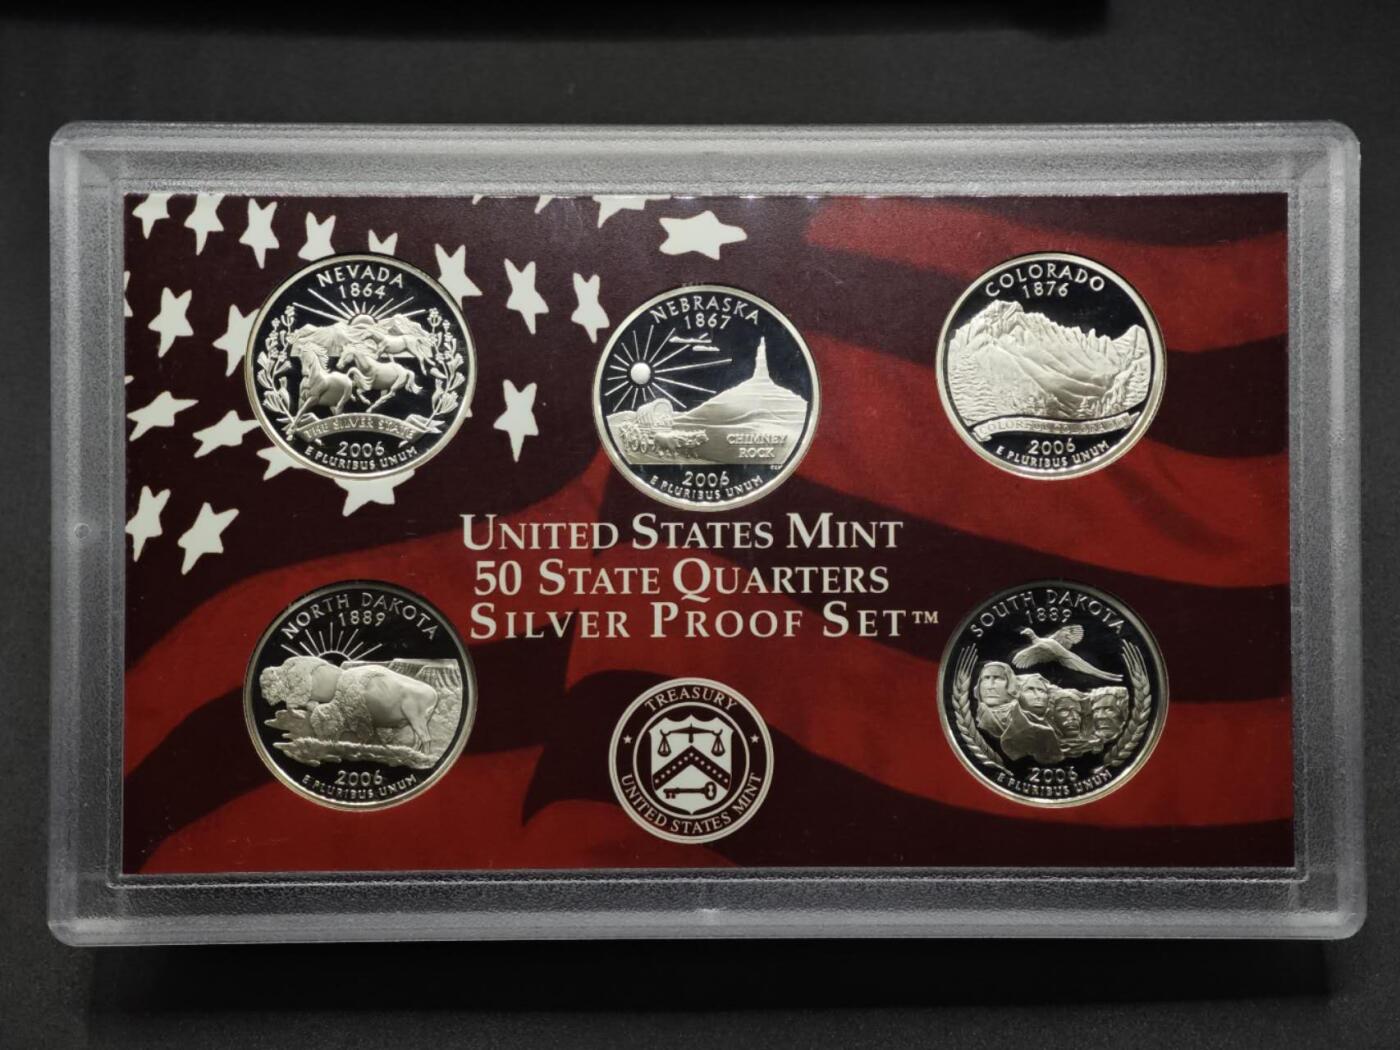 NEVADA
1864
THE SILVER STATE
2006
E PLURIBUS UNUM
NEBRASKA
1867
CHIMNEY
ROCK
2006
E PLURIBUS UNUM
COLORADO
1876
COLORFUL COLORADO
2006
E PLURIBUS UNUM
UNITED STATES MINT
50 STATE QUARTERS
SILVER PROOF SET™
NORTH DAKOTA
1889
2006
E PLURIBUS UNUM
TREASURY
UNITED STATES MINT
SOUTH DAKOTA
1889
2006
E PLURIBUS UNUM